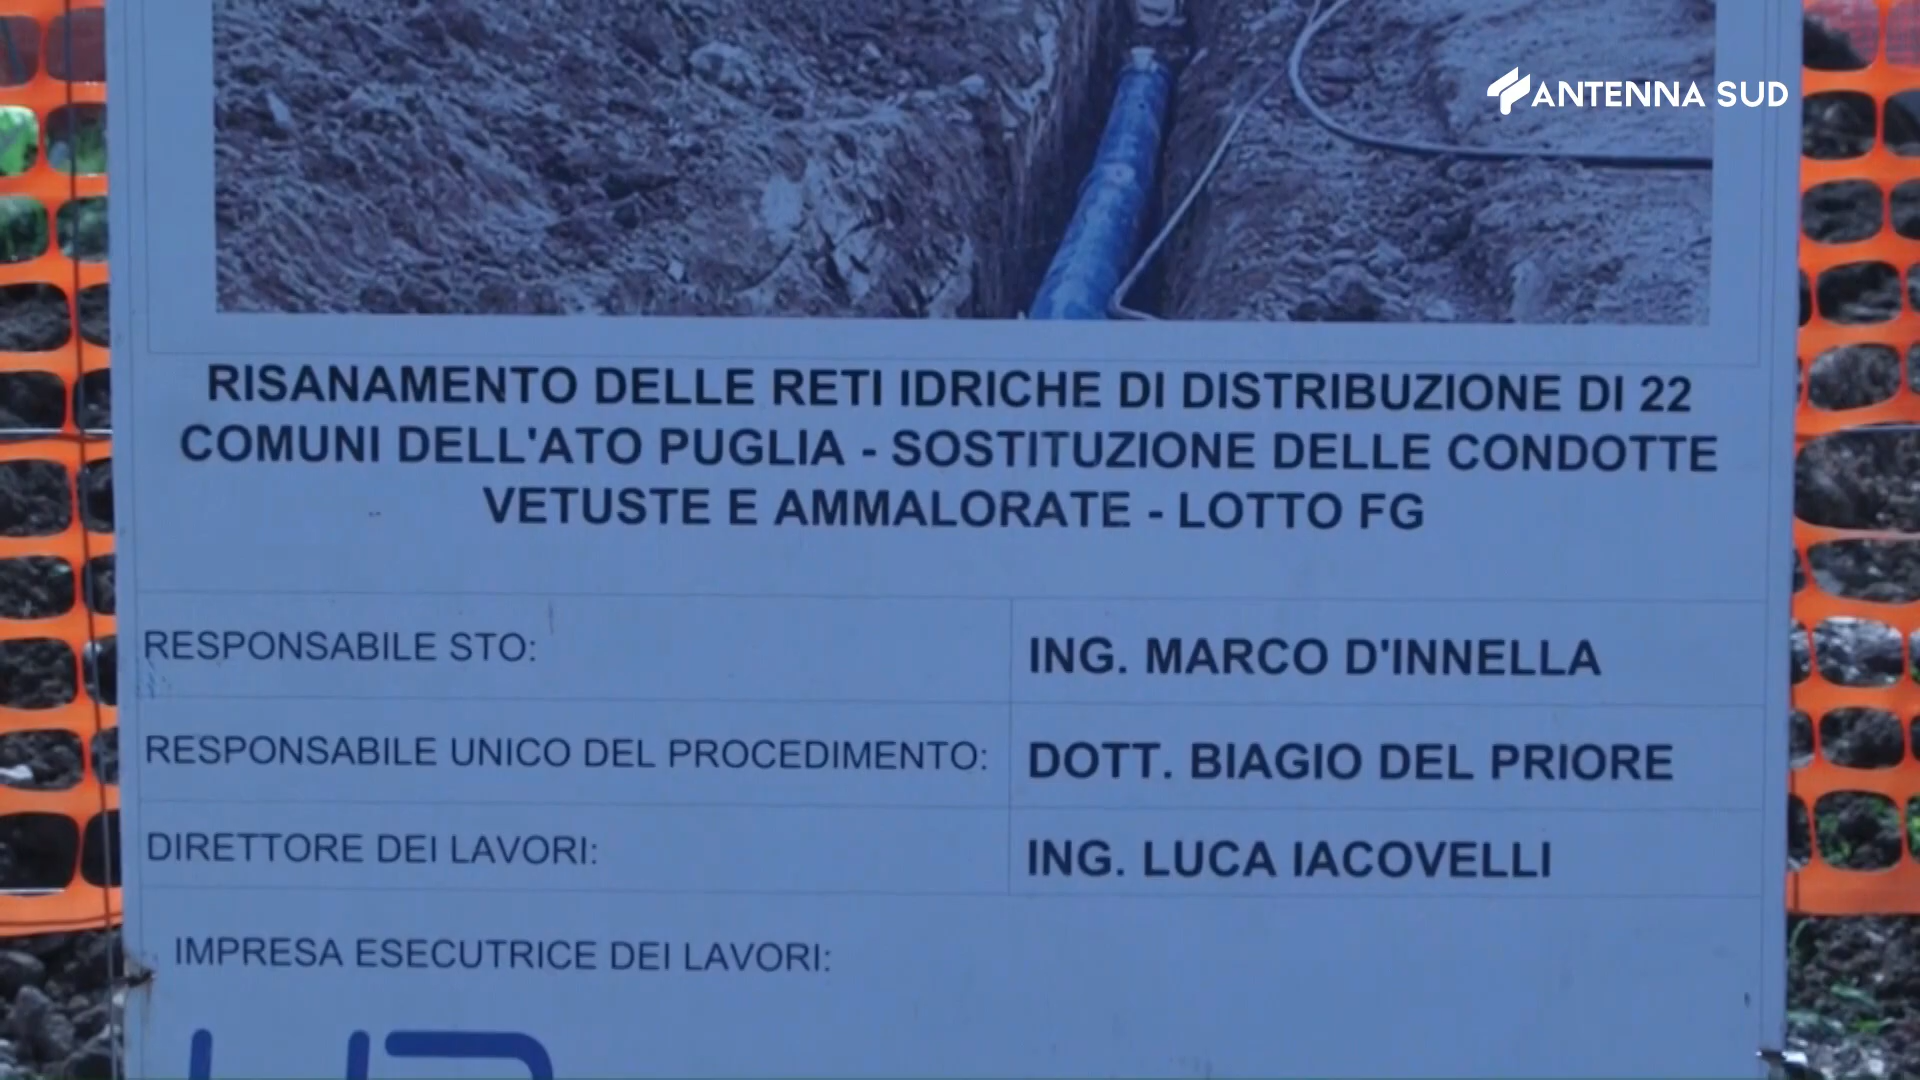 ANTENNA SUD
RISANAMENTO DELLE RETI IDRICHE DI DISTRIBUZIONE DI 22
COMUNI DELL'ATO PUGLIA - SOSTITUZIONE DELLE CONDOTTE
VETUSTE E AMMALORATE - LOTTO FG
RESPONSABILE STO: ING. MARCO D'INNELLA
RESPONSABILE UNICO DEL PROCEDIMENTO: DOTT. BIAGIO DEL PRIORE
DIRETTORE DEI LAVORI: ING. LUCA IACOVELLI
IMPRESA ESECUTRICE DEI LAVORI: